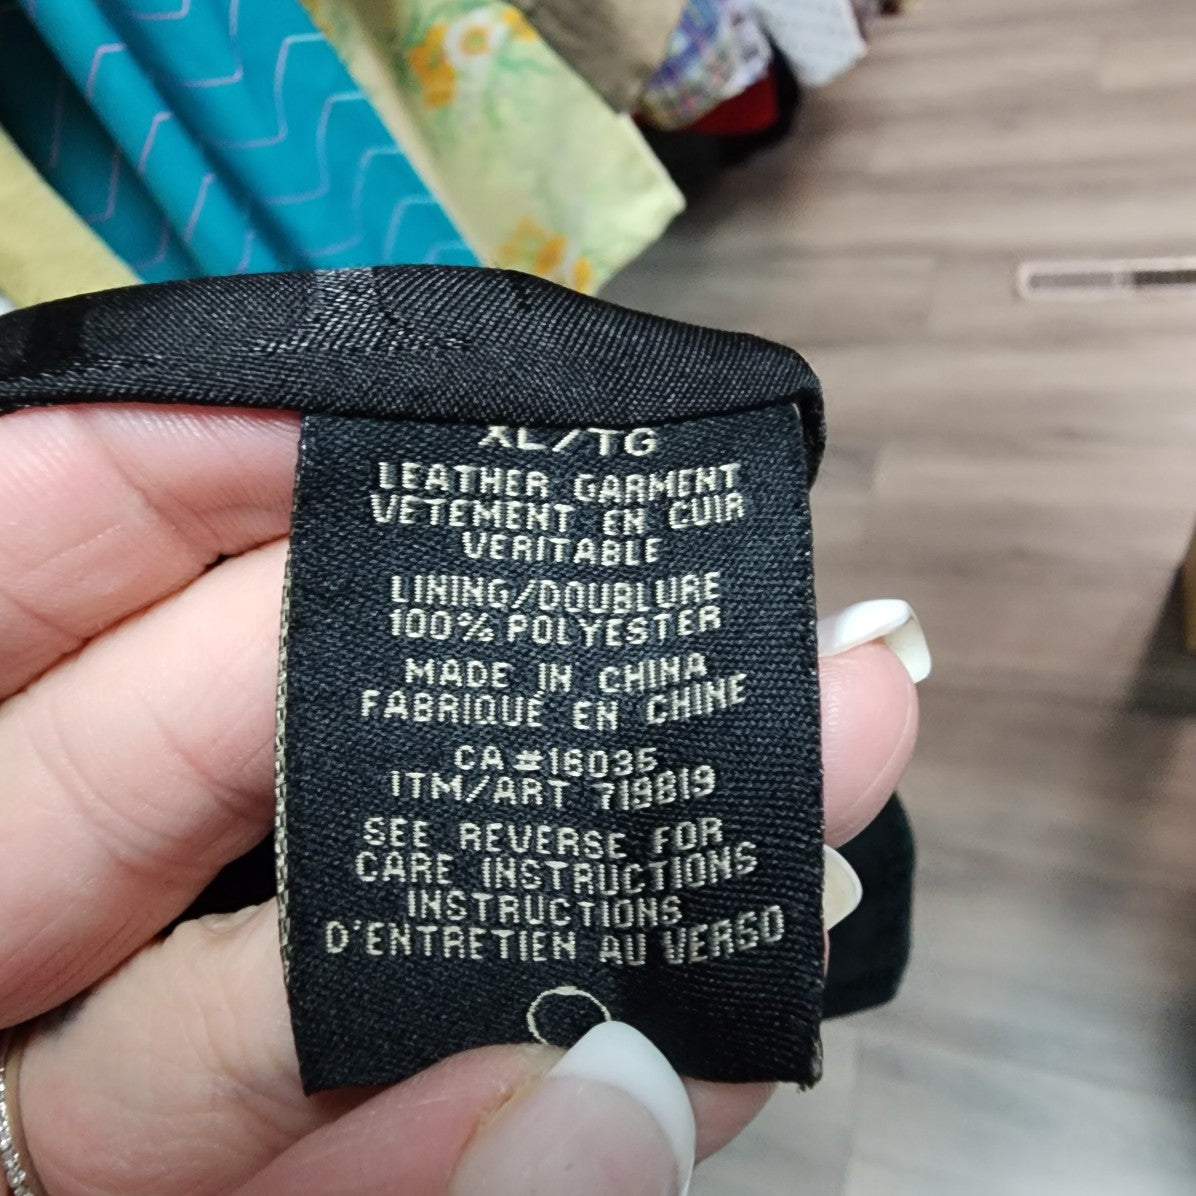 XL/TG
LEATHER GARMENT
VETEMENT EN CUIR
VERITABLE
LINING/DOUBLURE
100% POLYESTER
MADE IN CHINA
FABRIQUE EN CHINE
CA #16035
ITM/ART 719819
SEE REVERSE FOR
CARE INSTRUCTIONS
INSTRUCTIONS
D'ENTRETIEN AU VERSO